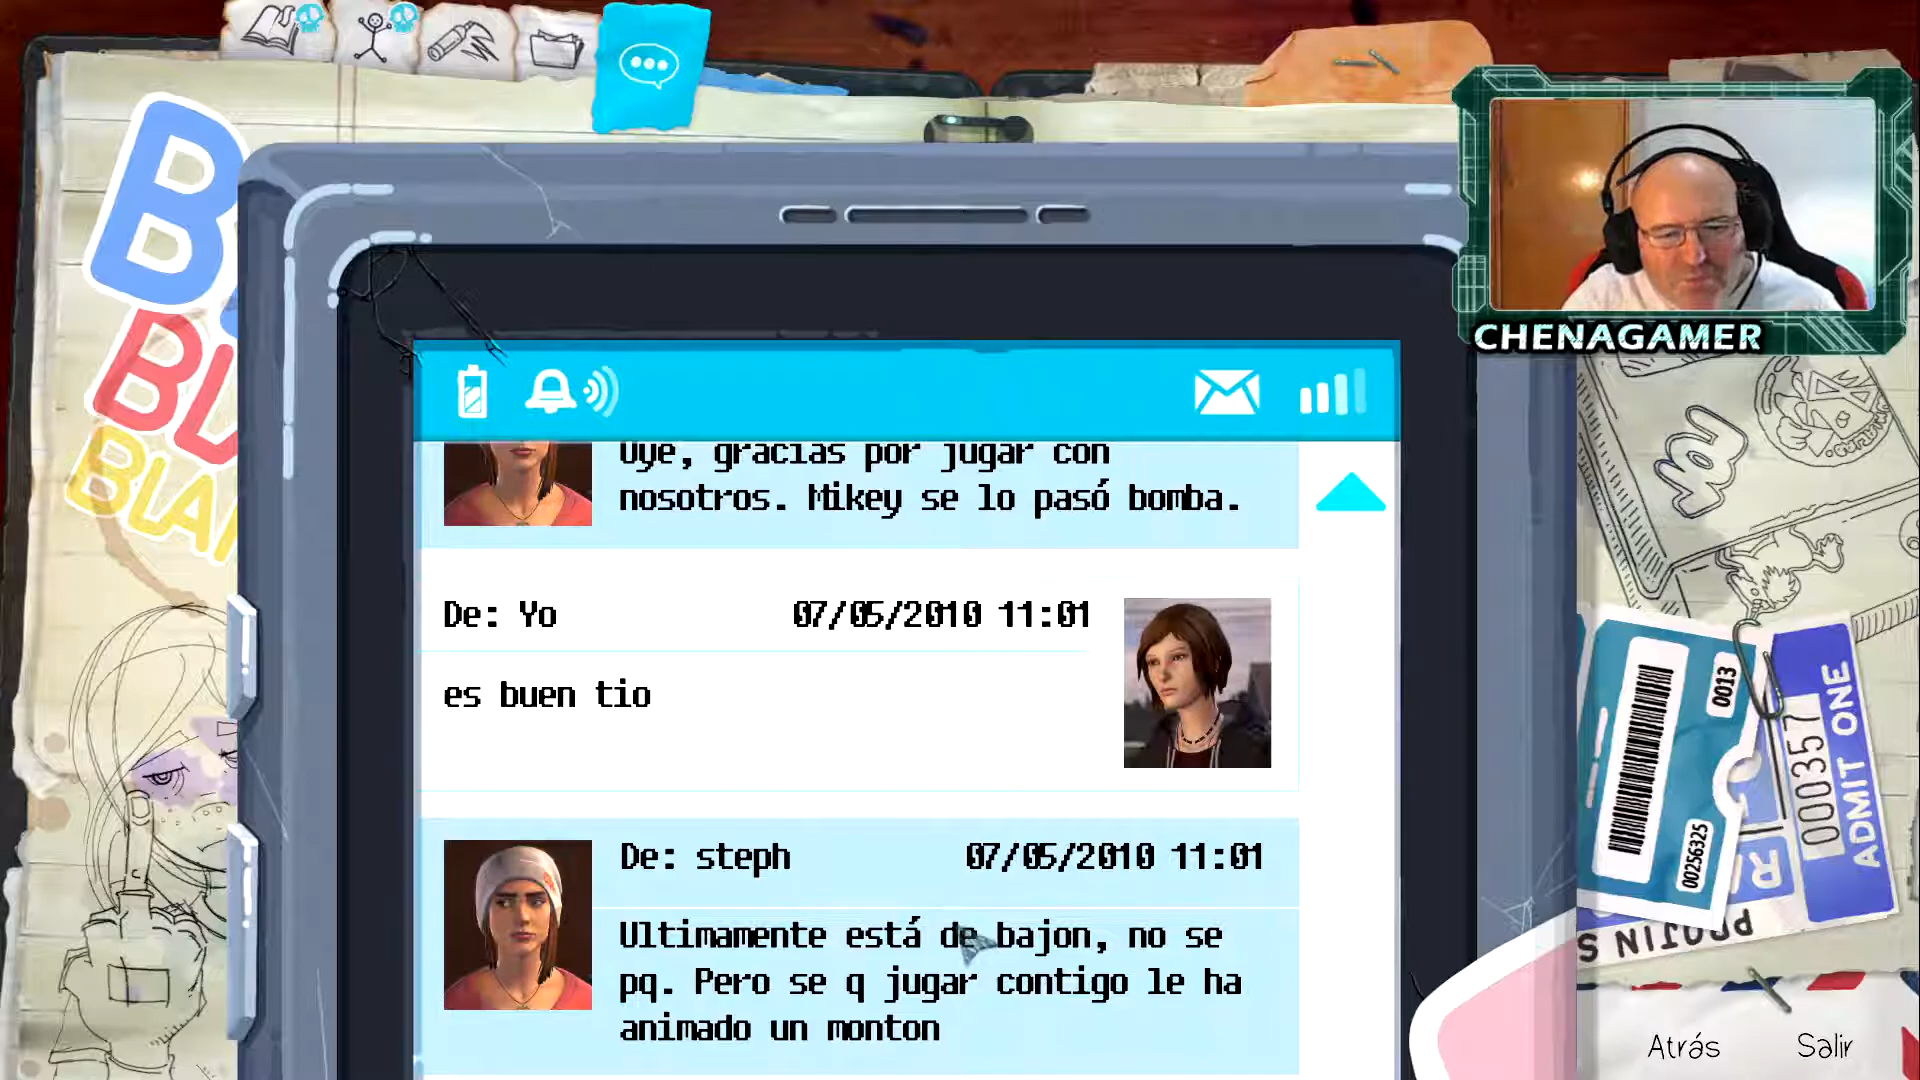 CHENAGAMER
Oye, gracias por jugar con
nosotros. Mikey se lo pasó bomba.
De: Yo
07/05/2010 11:01
es buen tio
De: steph
07/05/2010 11:01
Ultimamente está de bajon, no se
pq. Pero se q jugar contigo le ha
animado un monton
0013
00256325
000357
ADMIT ONE
Atrás
Salir